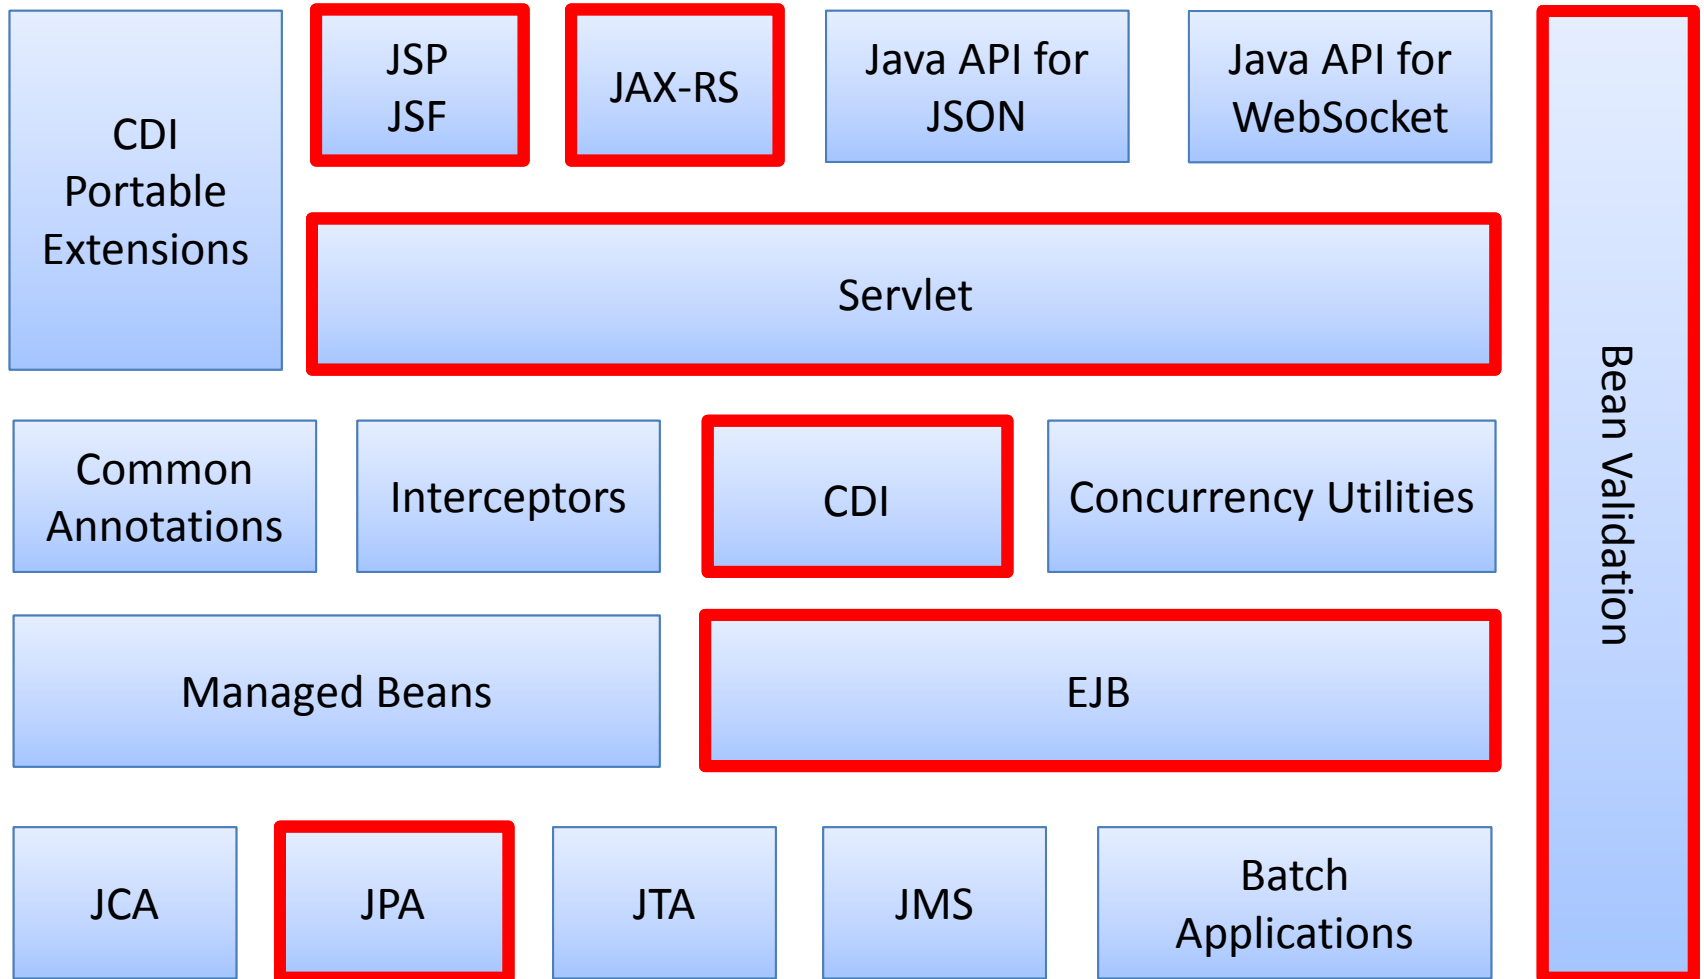 CDI
Portable
Extensions
JSP
JSF
JAX-RS
Java API for
JSON
Java API for
WebSocket
Servlet
Common
Annotations
Interceptors
CDI
Concurrency Utilities
Managed Beans
EJB
JCA
JPA
JTA
JMS
Batch
Applications
Bean Validation